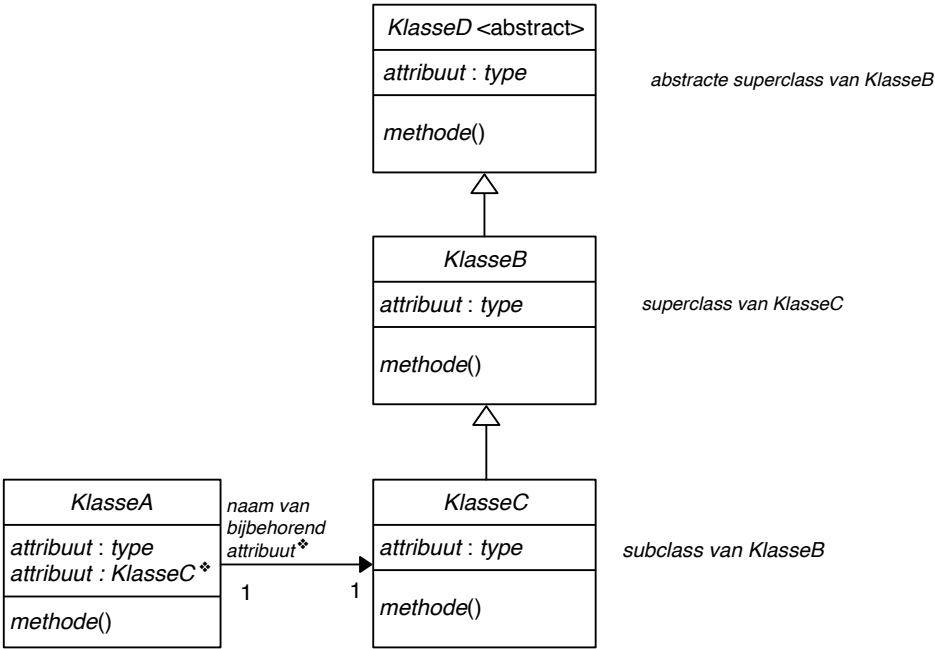 KlasseD <abstract>
attribuut : type
methode()
abstracte superclass van KlasseB
KlasseB
attribuut : type
methode()
superclass van KlasseC
KlasseA
attribuut : type
attribuut : KlasseC❖
methode()
naam van
bijbehorend
attribuut❖
1
1
KlasseC
attribuut : type
methode()
subclass van KlasseB